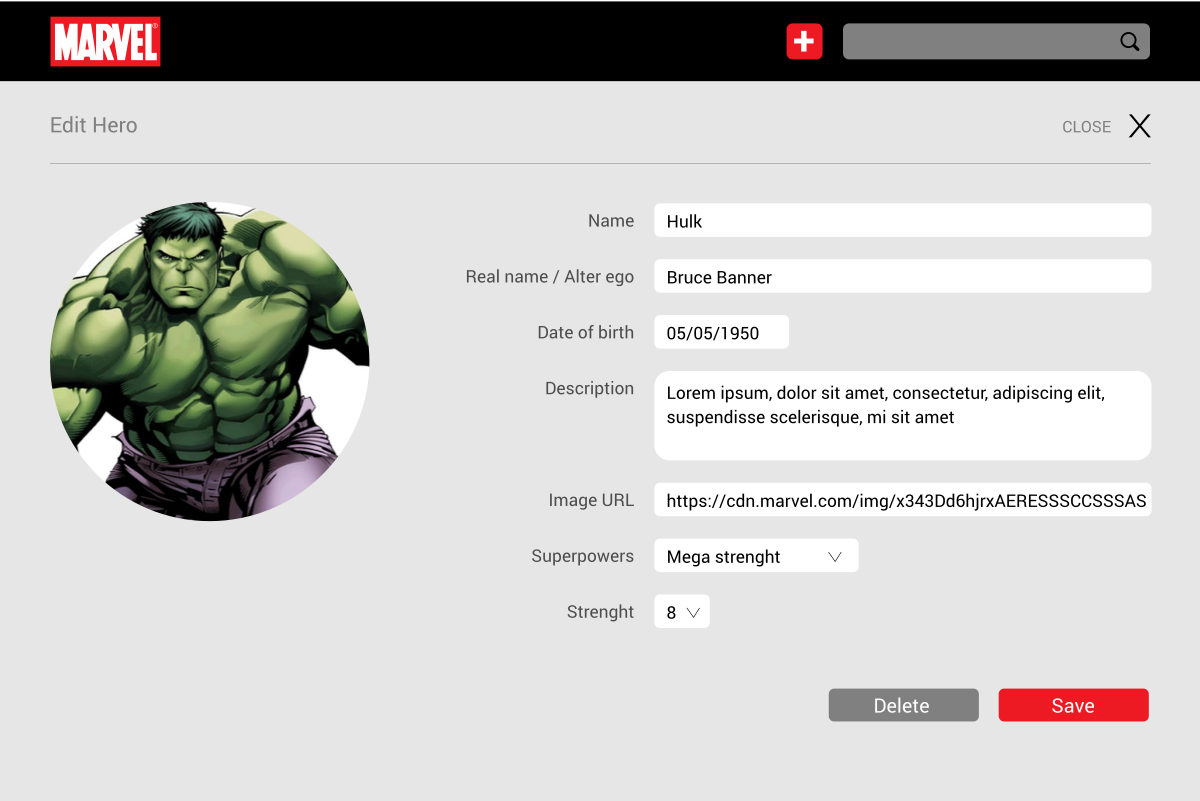 MARVEL®
Edit Hero
CLOSE X
Name Hulk
Real name / Alter ego Bruce Banner
Date of birth 05/05/1950
Description Lorem ipsum, dolor sit amet, consectetur, adipiscing elit,
suspendisse scelerisque, mi sit amet
Image URL https://cdn.marvel.com/img/x343Dd6hjrxAERESSSCCSSSAS
Superpowers Mega strenght
Strenght 8
Delete Save